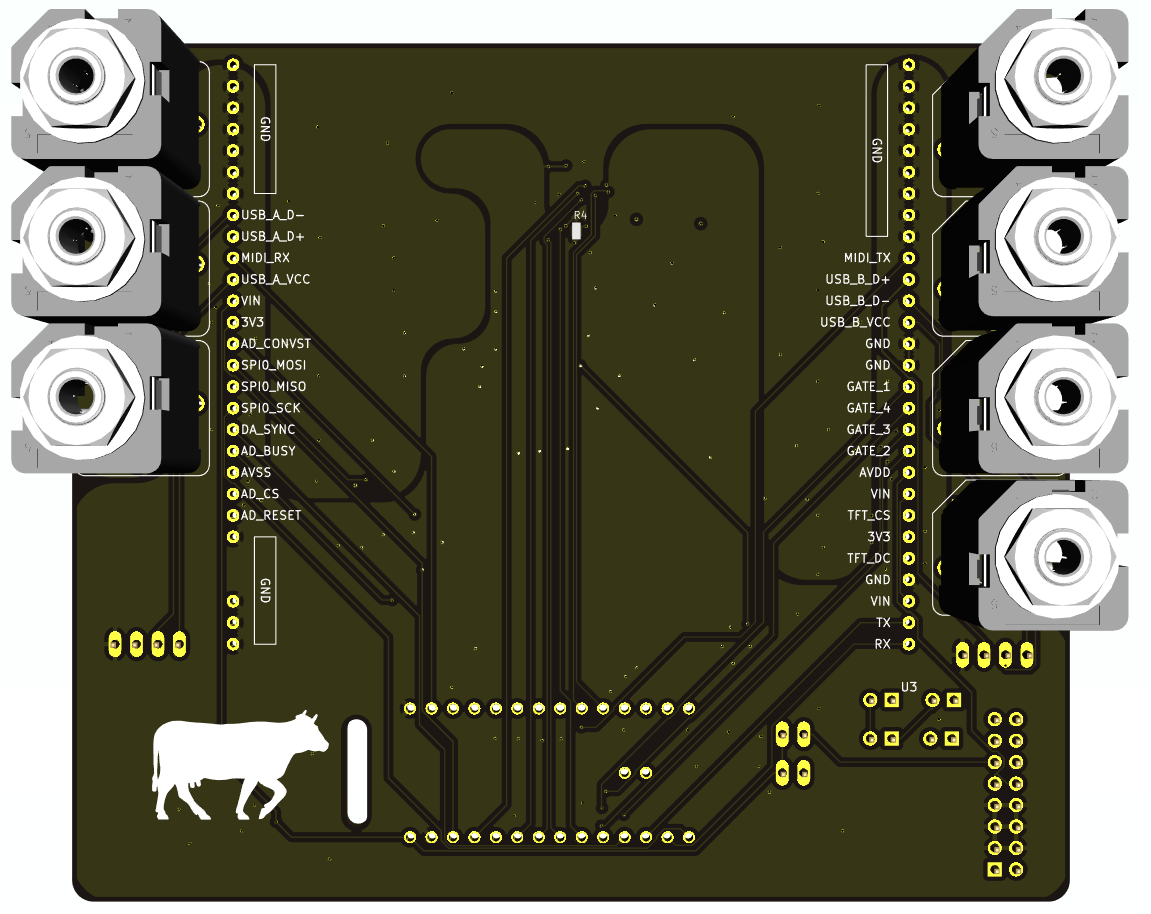 GND
USB_A_D-
USB_A_D+
MIDI_RX
USB_A_VCC
VIN
3V3
AD_CONVST
SPI0_MOSI
SPI0_MISO
SPI0_SCK
DA_SYNC
AD_BUSY
AVSS
AD_CS
AD_RESET
GND
R4
GND
MIDI_TX
USB_B_D+
USB_B_D-
USB_B_VCC
GND
GND
GATE_1
GATE_4
GATE_3
GATE_2
AVDD
VIN
TFT_CS
3V3
TFT_DC
GND
VIN
TX
RX
U3